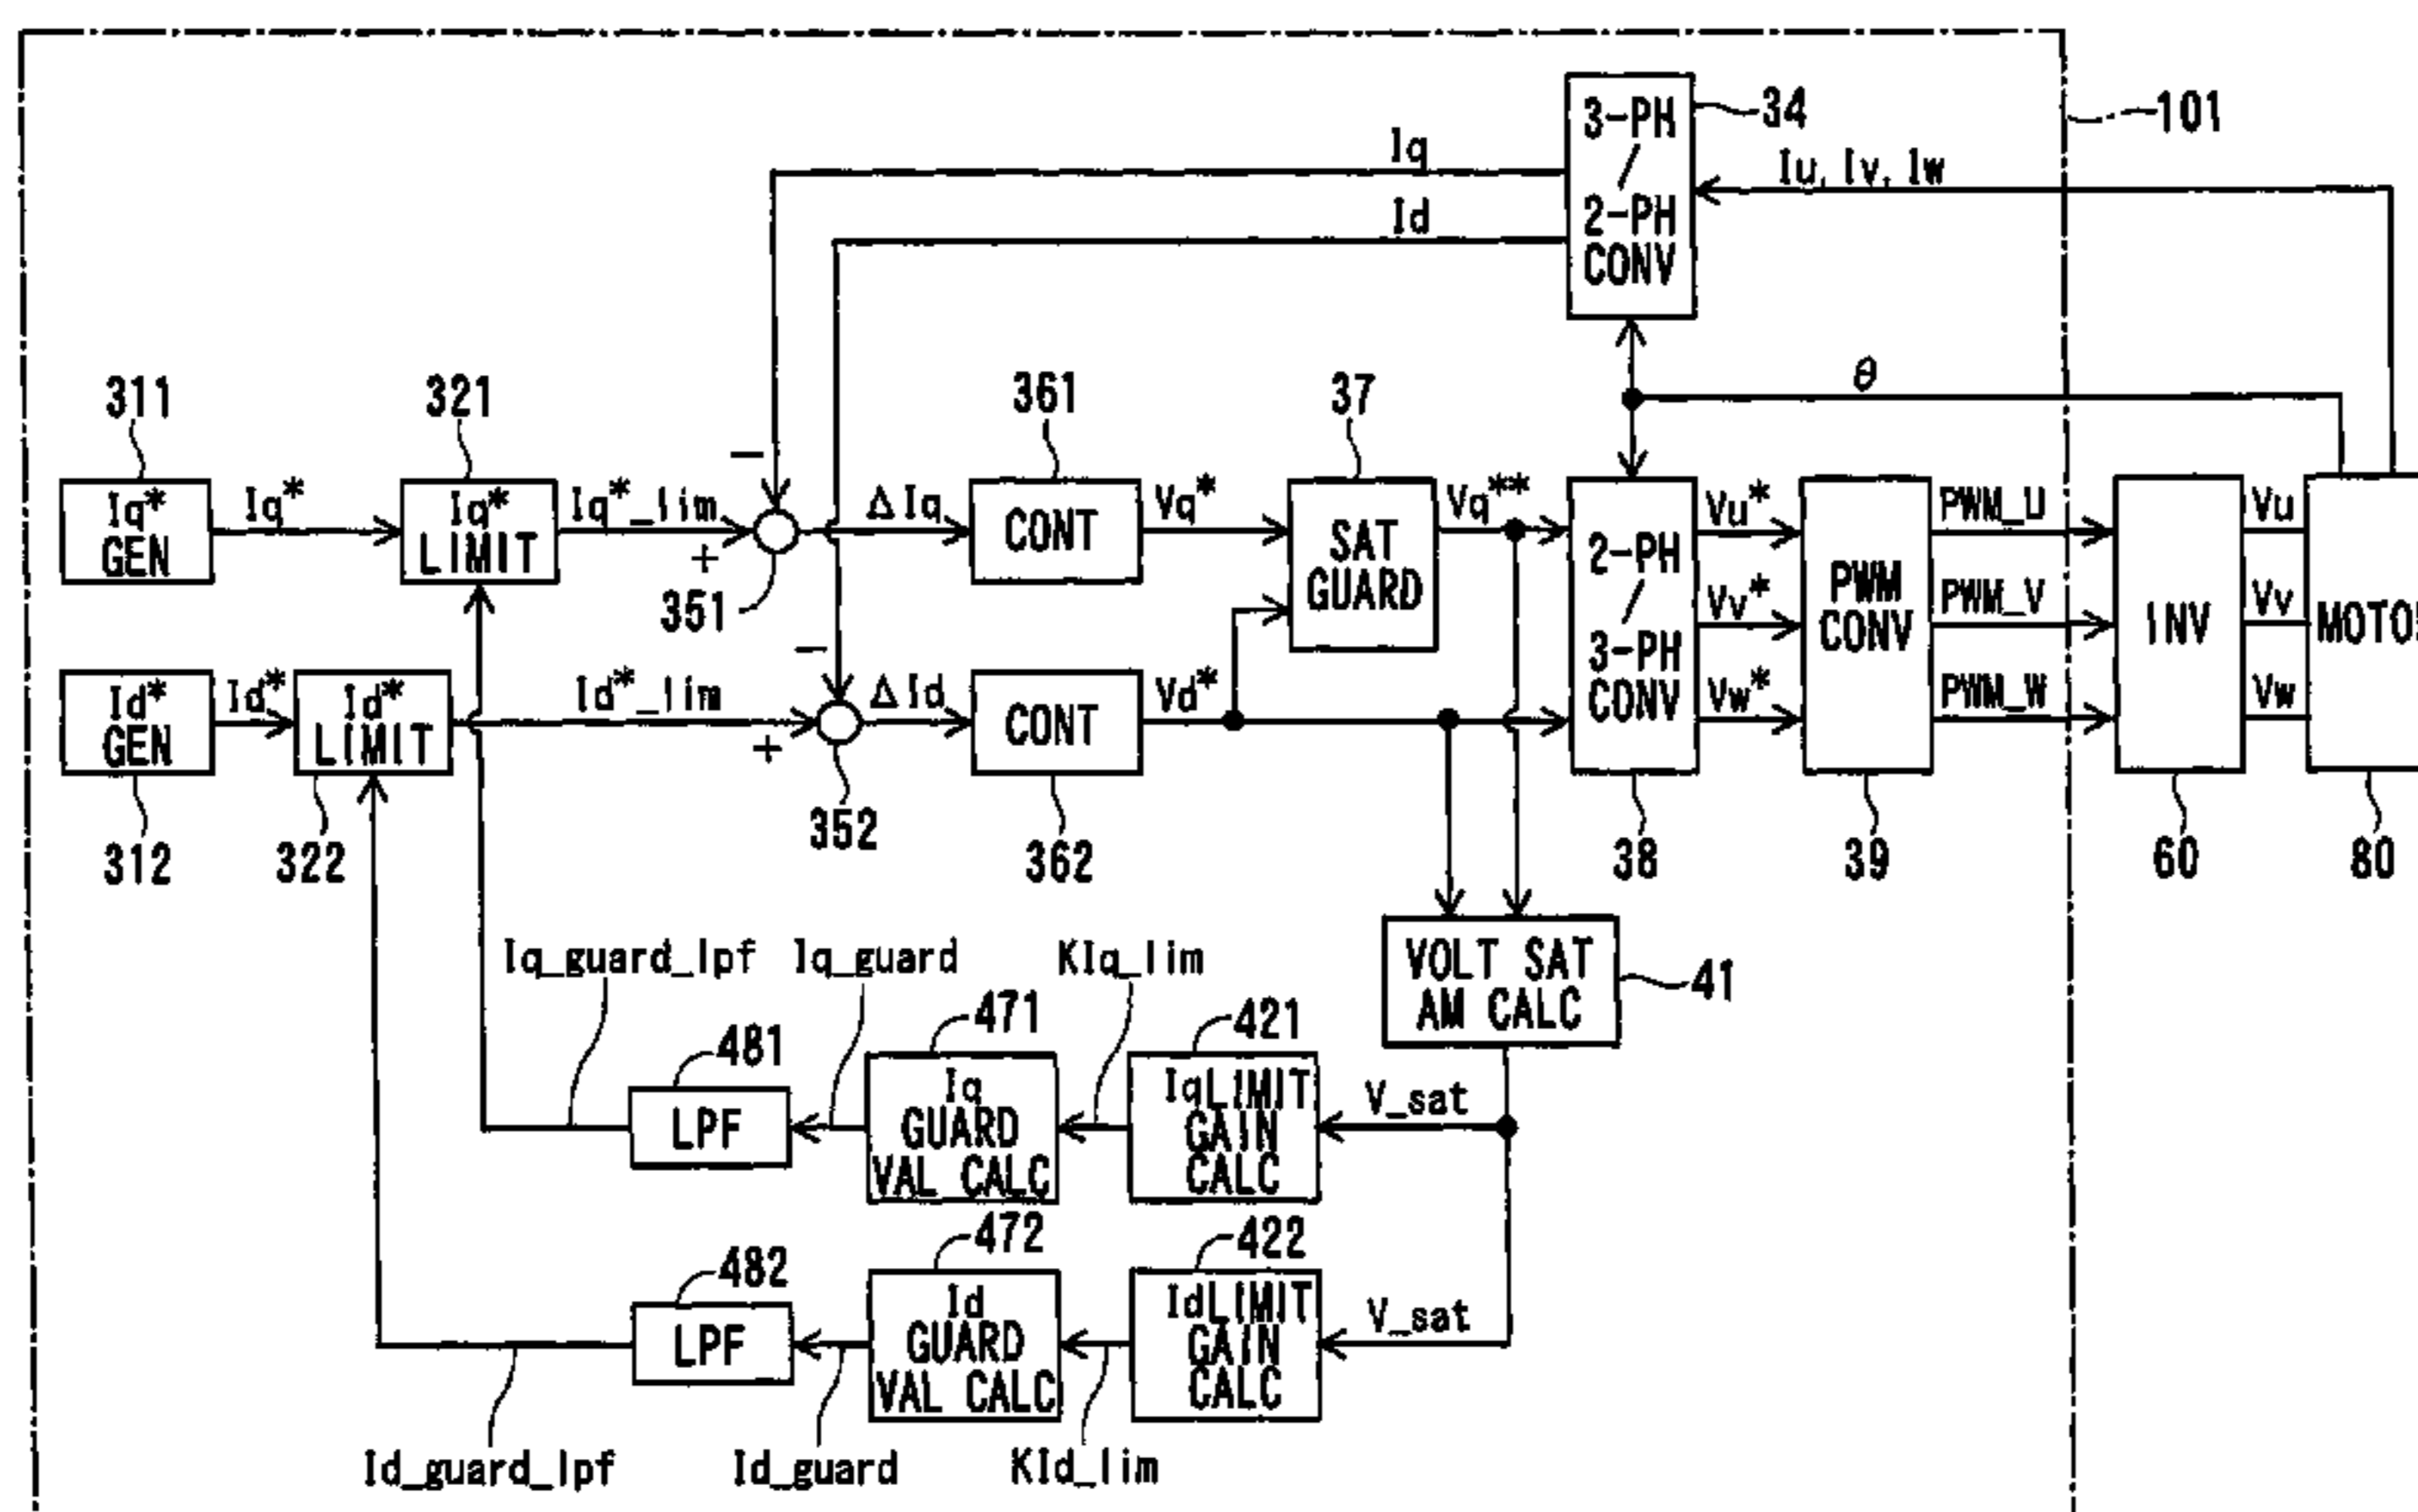 3-PH
/
2-PH
CONV
34
101
Iq
Id
Iu, Iv, Iw
θ
311
321
361
37
Iq*
GEN
Iq*
Iq*
LIMIT
Iq*_lim
−
+
351
ΔIq
CONT
Vq*
SAT
GUARD
Vq**
2-PH
/
3-PH
CONV
Vu*
Vv*
Vw*
PWM
CONV
PWM_U
PWM_V
PWM_W
INV
Vu
Vv
Vw
Id*
GEN
Id*
Id*
LIMIT
Id*_lim
−
+
ΔId
CONT
Vd*
312
322
352
362
38
39
60
80
Iq_guard_lpf
Iq_guard
KIq_lim
VOLT SAT
AM CALC
41
481
471
421
LPF
Iq
GUARD
VAL CALC
IqLIMIT
GAIN
CALC
V_sat
482
472
422
LPF
Id
GUARD
VAL CALC
IdLIMIT
GAIN
CALC
V_sat
Id_guard_lpf
Id_guard
KId_lim